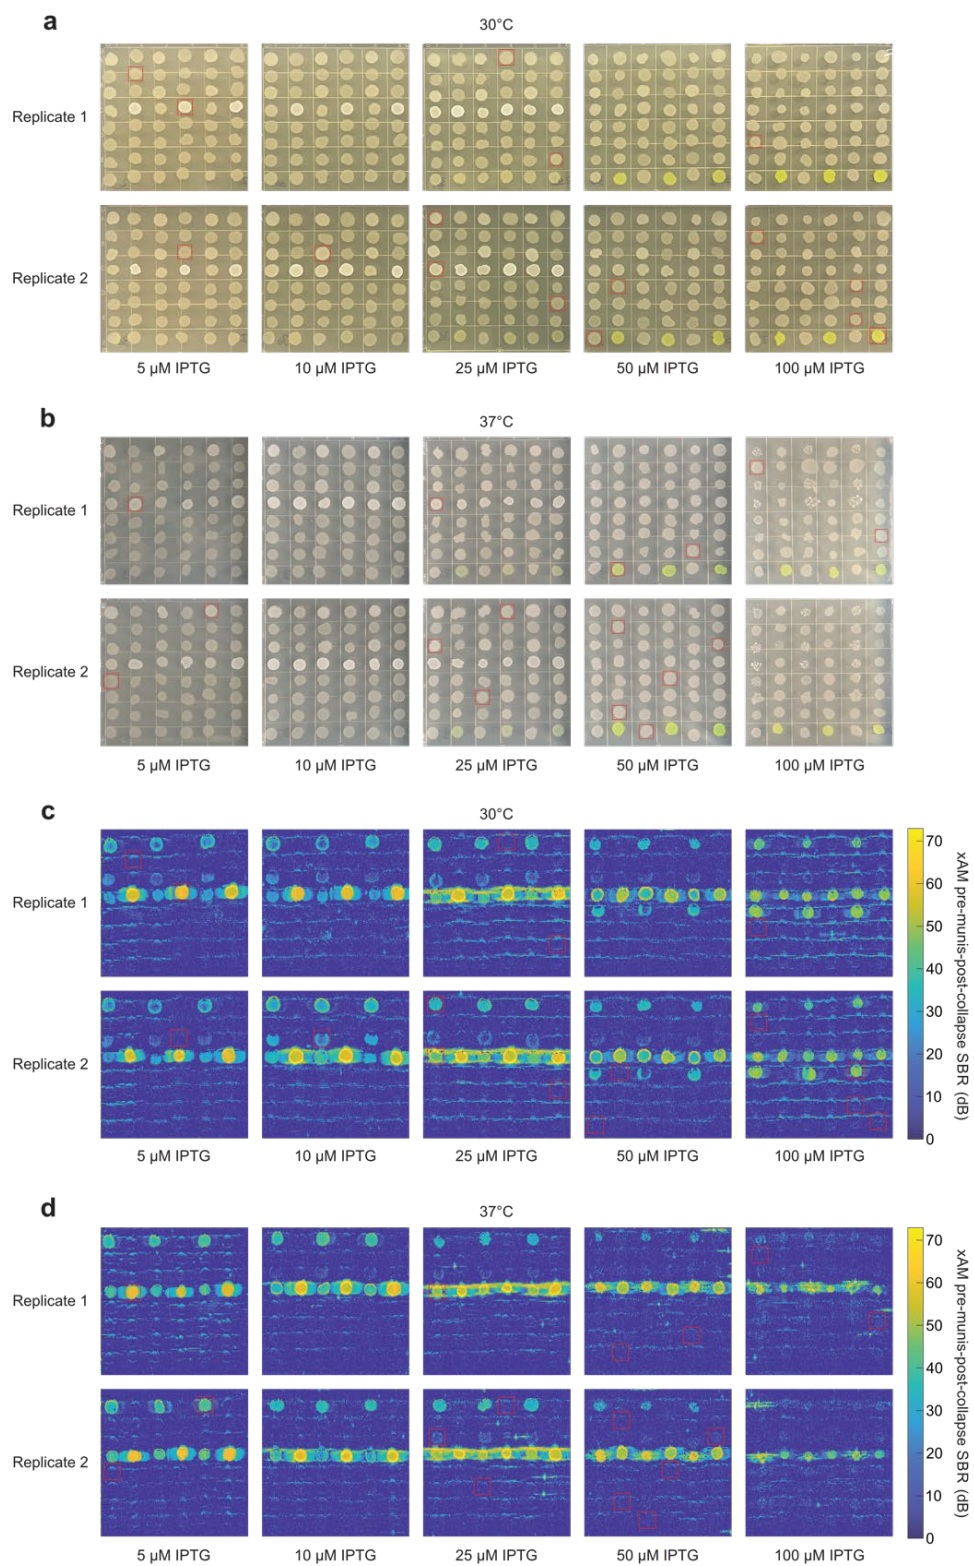 a
30°C
Replicate 1
Replicate 2
5 µM IPTG
10 µM IPTG
25 µM IPTG
50 µM IPTG
100 µM IPTG
b
37°C
Replicate 1
Replicate 2
5 µM IPTG
10 µM IPTG
25 µM IPTG
50 µM IPTG
100 µM IPTG
c
30°C
Replicate 1
Replicate 2
5 µM IPTG
10 µM IPTG
25 µM IPTG
50 µM IPTG
100 µM IPTG
70
60
50
40
30
20
10
0
xAM pre-munis-post-collapse SBR (dB)
d
37°C
Replicate 1
Replicate 2
5 µM IPTG
10 µM IPTG
25 µM IPTG
50 µM IPTG
100 µM IPTG
70
60
50
40
30
20
10
0
xAM pre-munis-post-collapse SBR (dB)